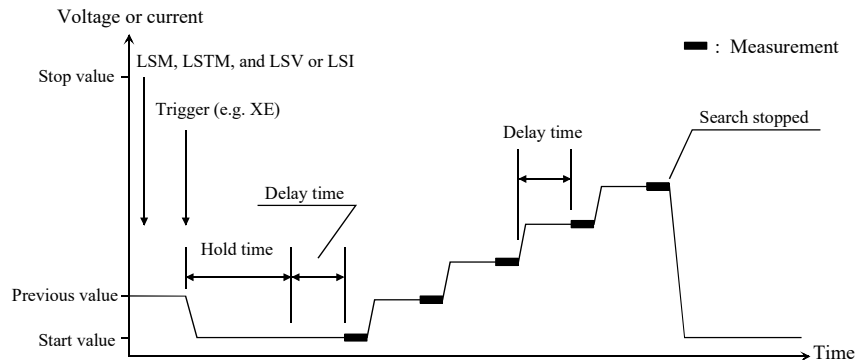 Voltage or current
: Measurement
LSM, LSTM, and LSV or LSI
Stop value
Trigger (e.g. XE)
Search stopped
Delay time
Delay time
Hold time
Previous value
Start value
Time